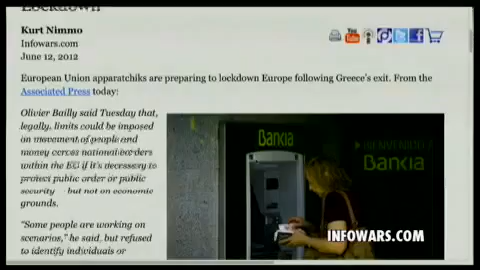 Lockdown
Kurt Nimmo
Infowars.com
June 12, 2012
European Union apparatchiks are preparing to lockdown Europe following Greece's exit. From the
Associated Press today:
Olivier Bailly said Tuesday that,
legally, limits could be imposed
on movement of people and
money across national borders
within the EU if it's necessary to
protect public order or public
security but not on economic
grounds.
"Some people are working on
scenarios," he said, but refused
to identify individuals or
Bankia
Bankia
INFOWARS.COM